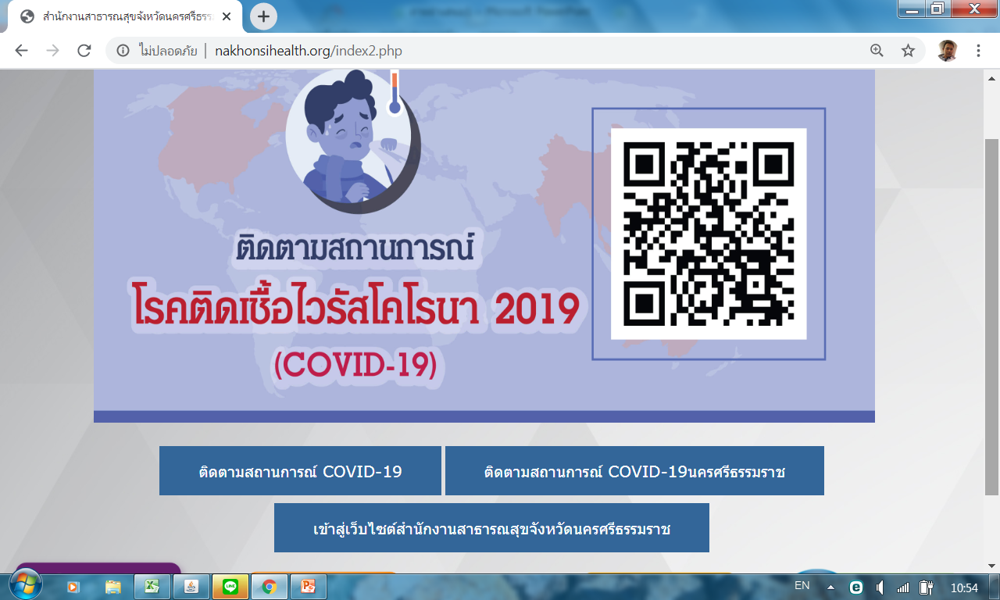 สำนักงานสาธารณสุขจังหวัดนครศรีธรร
ไม่ปลอดภัย | nakhonsihealth.org/index2.php
ติดตามสถานการณ์
โรคติดเชื้อไวรัสโคโรนา 2019
(COVID-19)
ติดตามสถานการณ์ COVID-19
ติดตามสถานการณ์ COVID-19นครศรีธรรมราช
เข้าสู่เว็บไซต์สำนักงานสาธารณสุขจังหวัดนครศรีธรรมราช
LINE
EN
10:54